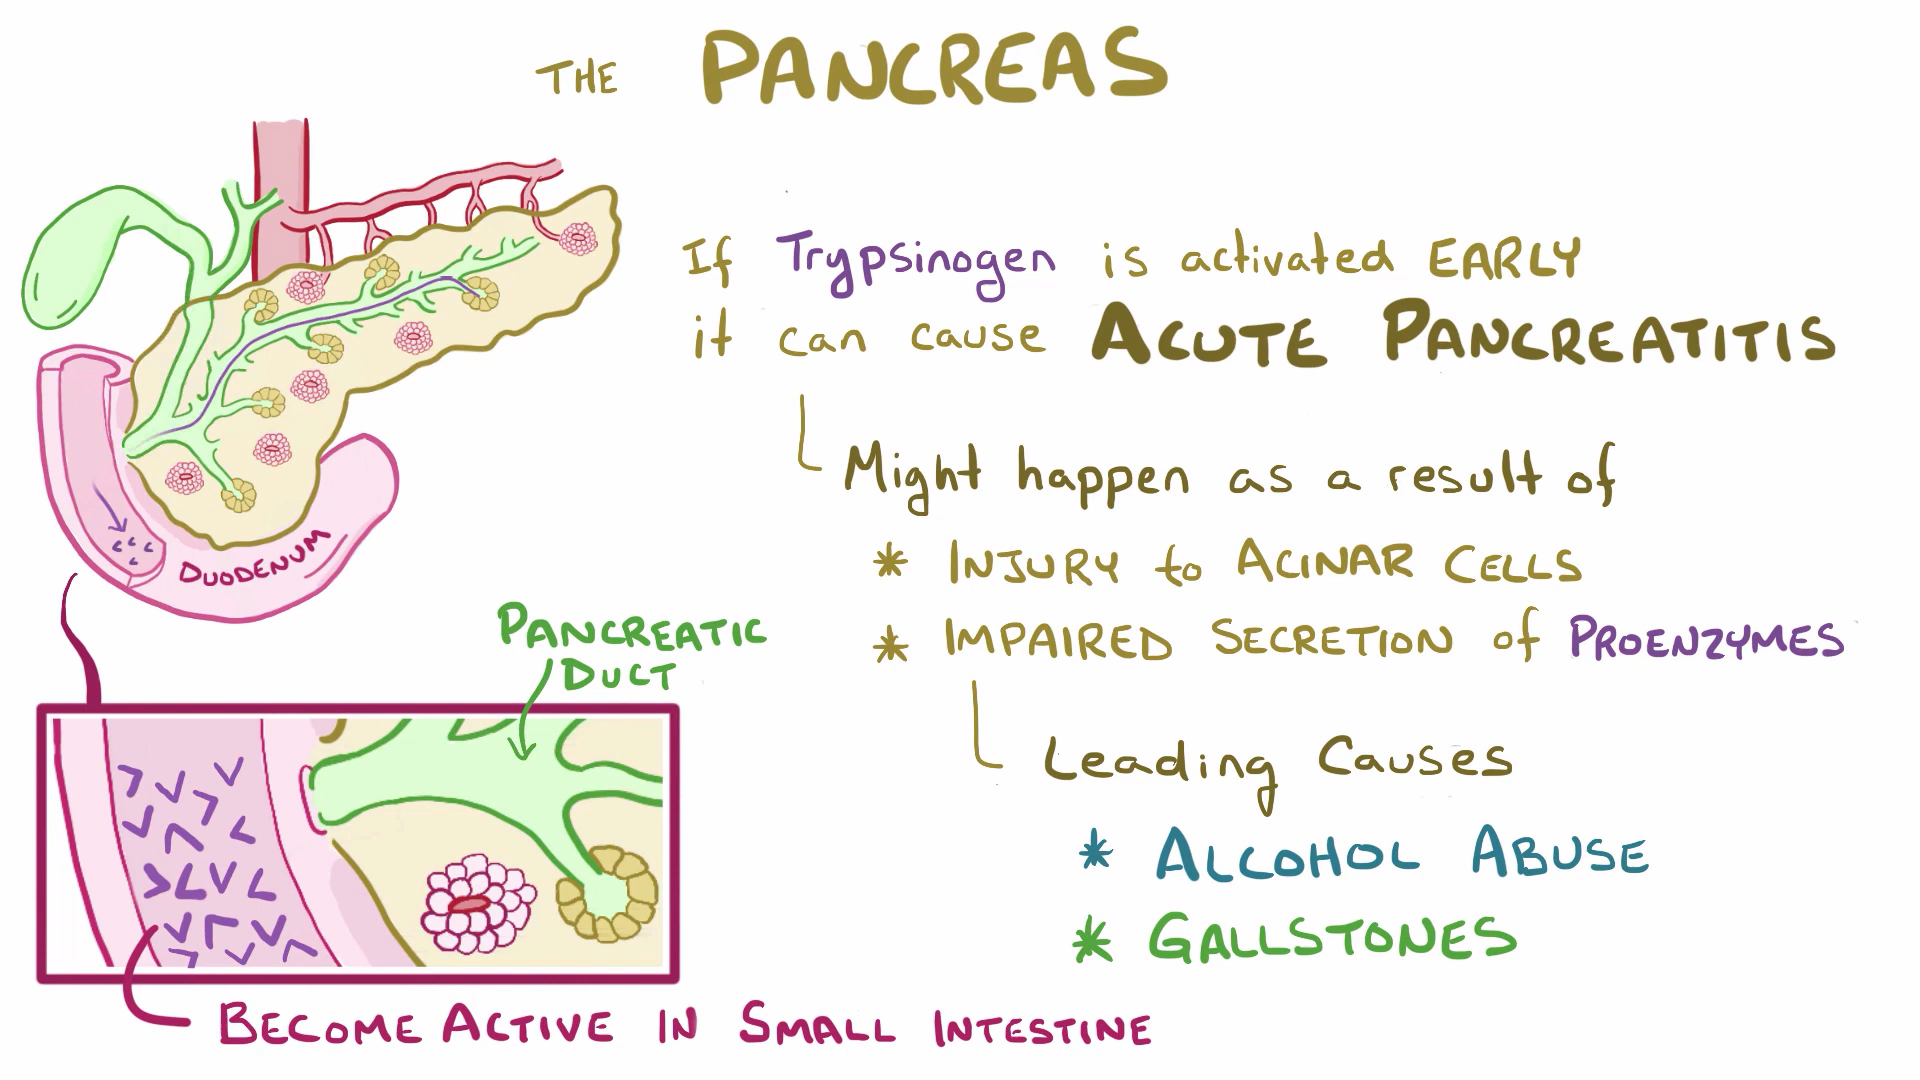 THE PANCREAS
If Trypsinogen is activated EARLY
it can cause ACUTE PANCREATITIS
Might happen as a result of
* INJURY to ACINAR CELLS
* IMPAIRED SECRETION of PROENZYMES
Leading Causes
* ALCOHOL ABUSE
* GALLSTONES
DUODENUM
PANCREATIC
DUCT
BECOME ACTIVE IN SMALL INTESTINE